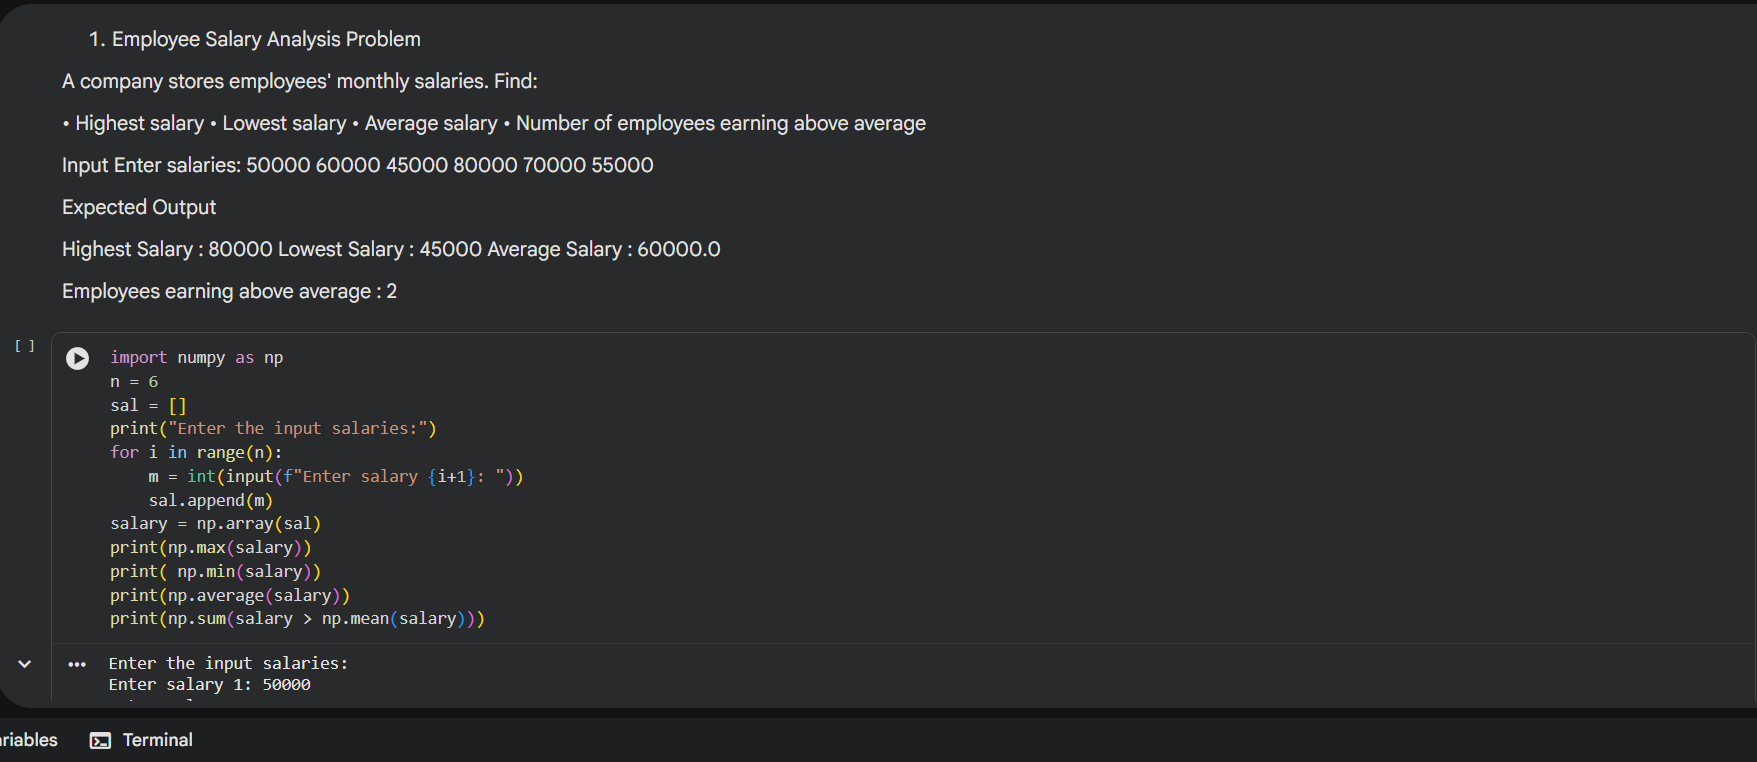 1. Employee Salary Analysis Problem
A company stores employees' monthly salaries. Find:
• Highest salary • Lowest salary • Average salary • Number of employees earning above average
Input Enter salaries: 50000 60000 45000 80000 70000 55000
Expected Output
Highest Salary : 80000 Lowest Salary : 45000 Average Salary : 60000.0
Employees earning above average : 2
[ ]
import numpy as np
n = 6
sal = []
print("Enter the input salaries:")
for i in range(n):
    m = int(input(f"Enter salary {i+1}: "))
    sal.append(m)
salary = np.array(sal)
print(np.max(salary))
print( np.min(salary))
print(np.average(salary))
print(np.sum(salary > np.mean(salary)))
Enter the input salaries:
Enter salary 1: 50000
riables
Terminal